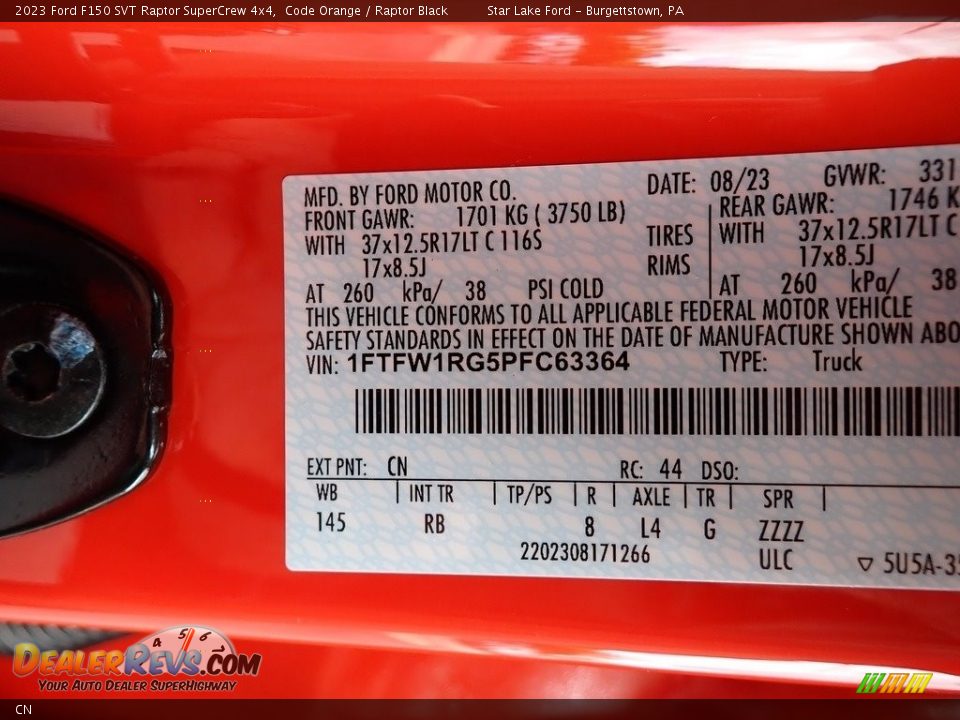 2023 Ford F150 SVT Raptor SuperCrew 4x4, Code Orange / Raptor Black Star Lake Ford - Burgettstown, PA
MFD. BY FORD MOTOR CO. DATE: 08/23 GVWR: 331
FRONT GAWR: 1701 KG ( 3750 LB) REAR GAWR: 1746 K
WITH 37x12.5R17LT C 116S TIRES WITH 37x12.5R17LT C
17x8.5J RIMS 17x8.5J
AT 260 kPa/ 38 PSI COLD AT 260 kPa/ 38
THIS VEHICLE CONFORMS TO ALL APPLICABLE FEDERAL MOTOR VEHICLE
SAFETY STANDARDS IN EFFECT ON THE DATE OF MANUFACTURE SHOWN ABO
VIN: 1FTFW1RG5PFC63364 TYPE: Truck
EXT PNT: CN RC: 44 DSO:
WB INT TR TP/PS R AXLE TR SPR
145 RB 8 L4 G ZZZZ
2202308171266 ULC 5U5A-35
4 5 6
DEALERREVS.COM
YOUR AUTO DEALER SUPERHIGHWAY
CN